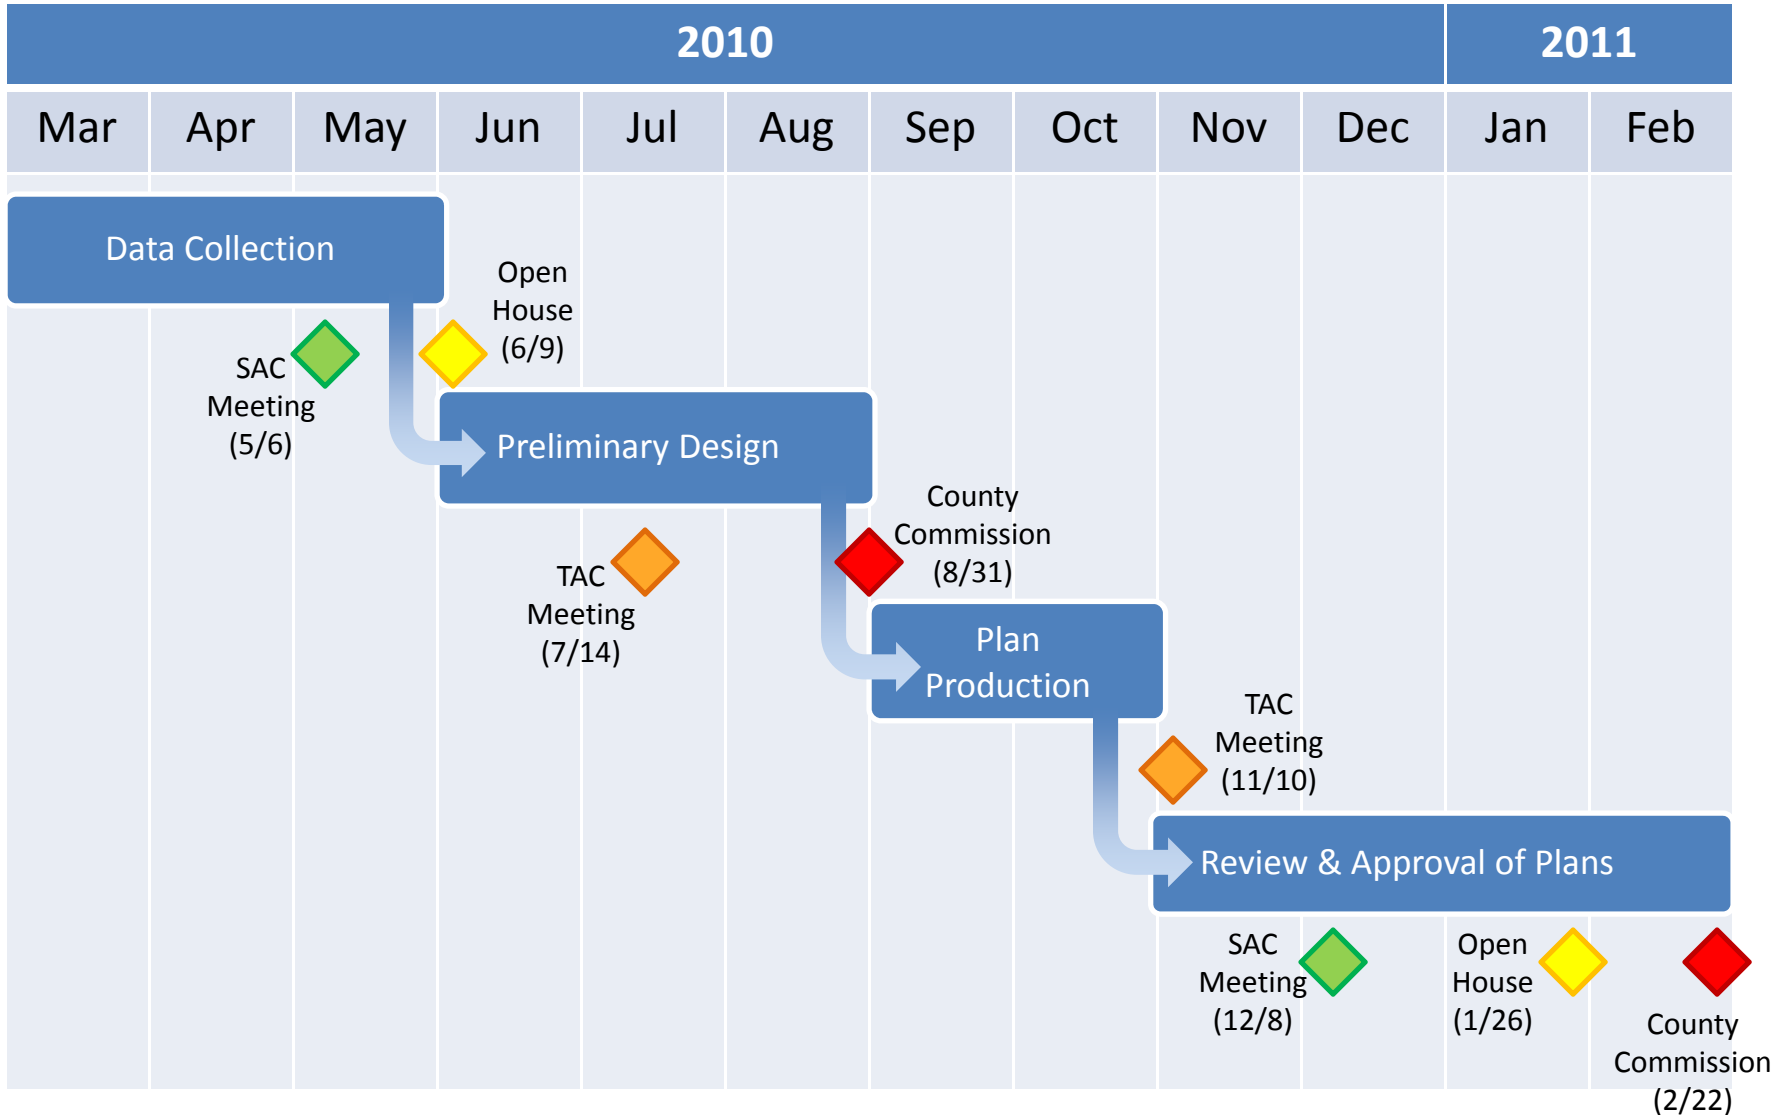 2010
2011
Mar
Apr
May
Jun
Jul
Aug
Sep
Oct
Nov
Dec
Jan
Feb
Data Collection
Open
House
(6/9)
SAC
Meeting
(5/6)
Preliminary Design
County
Commission
(8/31)
TAC
Meeting
(7/14)
Plan
Production
TAC
Meeting
(11/10)
Review & Approval of Plans
SAC
Meeting
(12/8)
Open
House
(1/26)
County
Commission
(2/22)